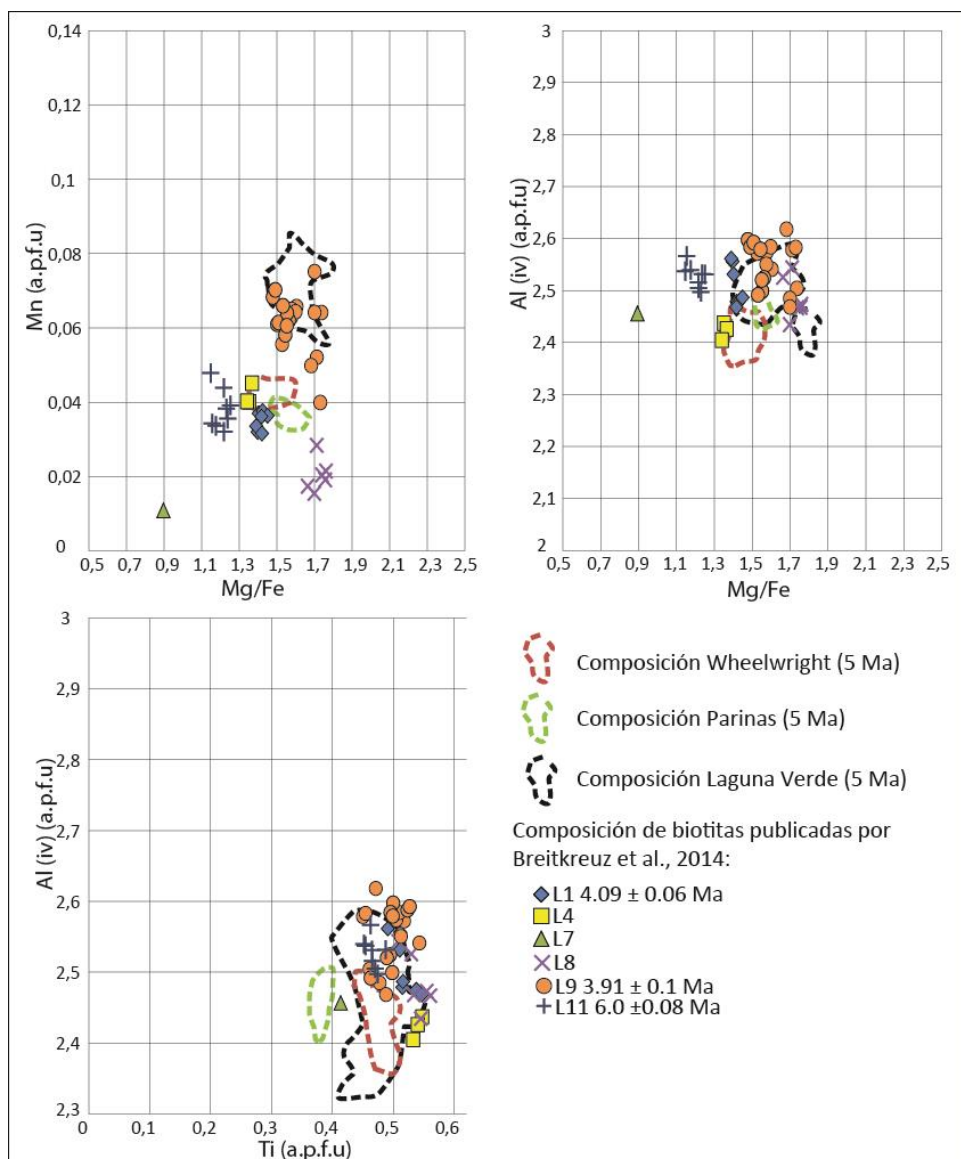 0,14
0,12
0,1
0,08
0,06
0,04
0,02
0
Mn (a.p.f.u)
0,5 0,7 0,9 1,1 1,3 1,5 1,7 1,9 2,1 2,3 2,5
Mg/Fe
3
2,9
2,8
2,7
2,6
2,5
2,4
2,3
2,2
2,1
2
Al (iv) (a.p.f.u)
0,5 0,7 0,9 1,1 1,3 1,5 1,7 1,9 2,1 2,3 2,5
Mg/Fe
3
2,9
2,8
2,7
2,6
2,5
2,4
2,3
Al (iv) (a.p.f.u)
0 0,1 0,2 0,3 0,4 0,5 0,6
Ti (a.p.f.u)
Composición Wheelwright (5 Ma)
Composición Parinas (5 Ma)
Composición Laguna Verde (5 Ma)
Composición de biotitas publicadas por
Breitkreuz et al., 2014:
L1 4.09 ± 0.06 Ma
L4
L7
L8
L9 3.91 ± 0.1 Ma
L11 6.0 ±0.08 Ma